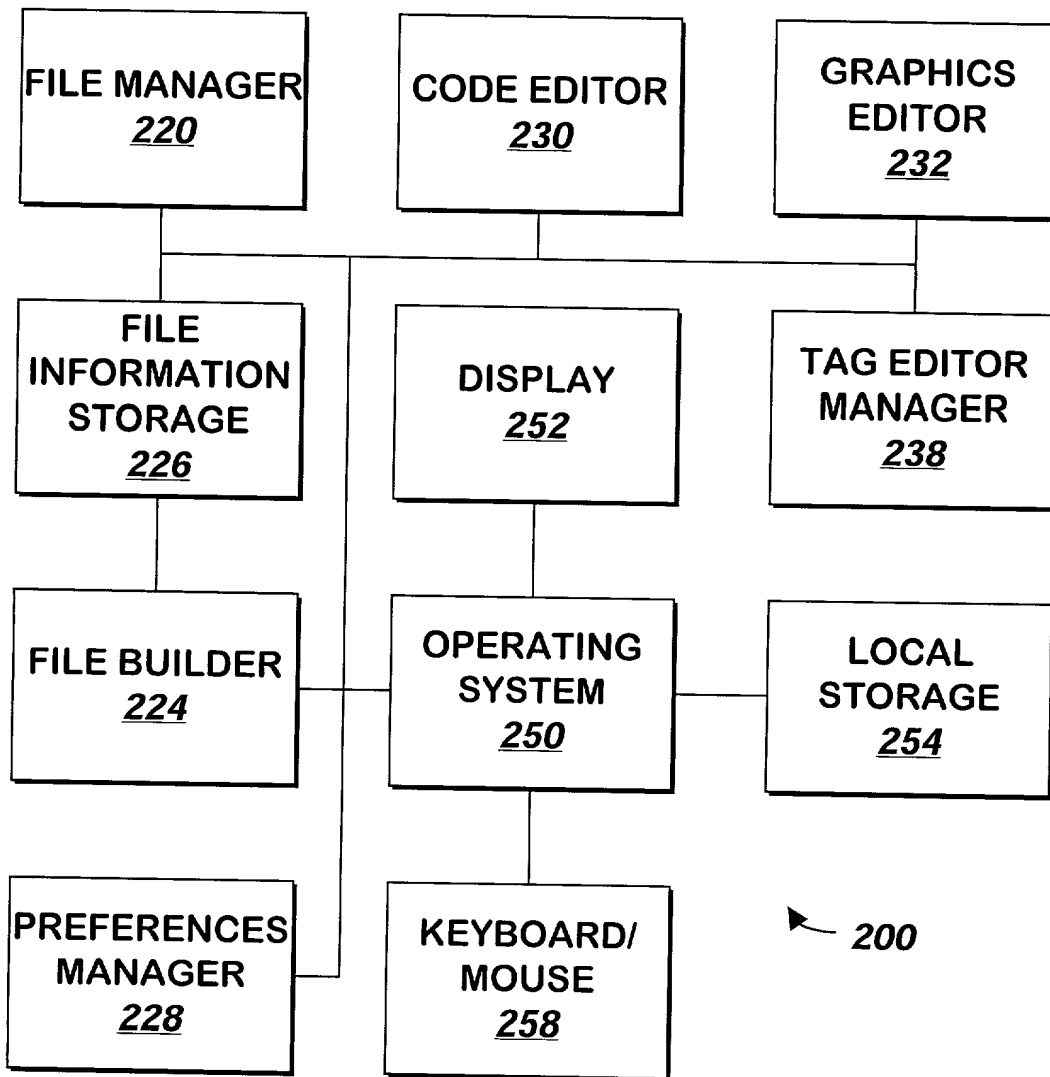 FILE MANAGER
220
CODE EDITOR
230
GRAPHICS
EDITOR
232
FILE
INFORMATION
STORAGE
226
DISPLAY
252
TAG EDITOR
MANAGER
238
FILE BUILDER
224
OPERATING
SYSTEM
250
LOCAL
STORAGE
254
PREFERENCES
MANAGER
228
KEYBOARD/
MOUSE
258
200